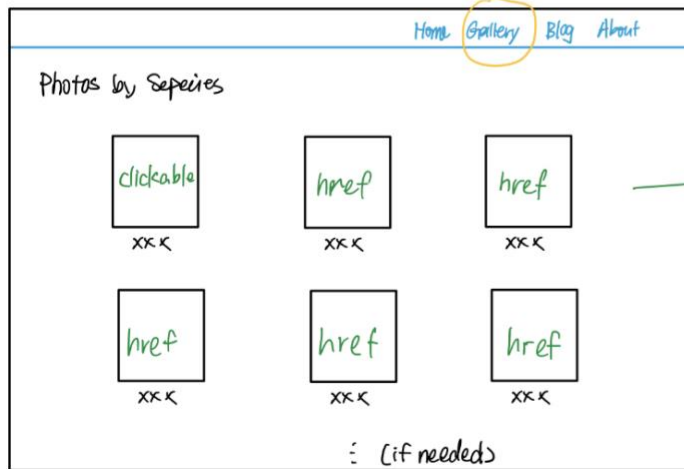 Home Gallery Blog About
Photos by Sepecies
clickable href href
xxx xxx xxx
href href href
xxx xxx xxx
⋮ (if needed)